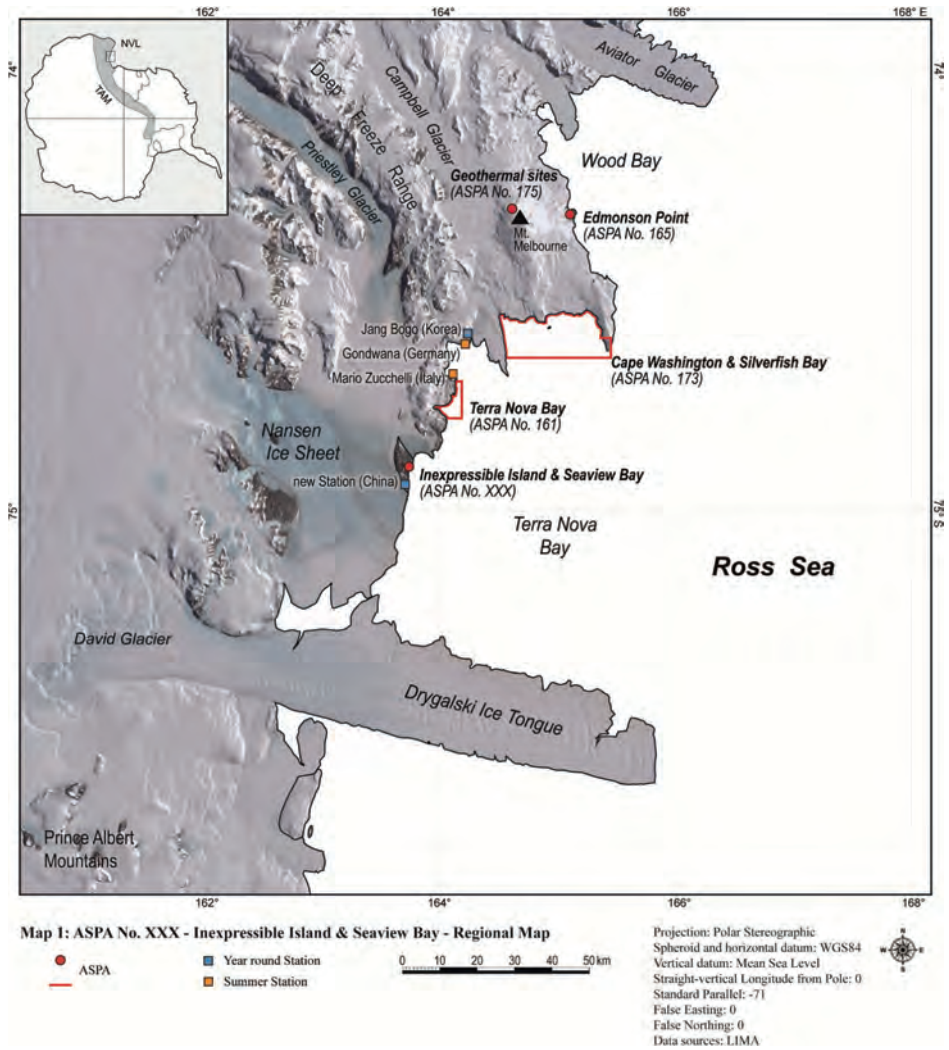 162°
164°
166°
168° E
NVL
TAM
74°
74°
Aviator Glacier
Campbell Glacier
Deep Freeze Range
Priestley Glacier
Wood Bay
Geothermal sites
(ASPA No. 175)
Mt.
Melbourne
Edmonson Point
(ASPA No. 165)
Jang Bogo (Korea)
Gondwana (Germany)
Mario Zucchelli (Italy)
Cape Washington & Silverfish Bay
(ASPA No. 173)
Terra Nova Bay
(ASPA No. 161)
Nansen
Ice Sheet
Inexpressible Island & Seaview Bay
(ASPA No. XXX)
new Station (China)
75°
75° S
Terra Nova
Bay
Ross Sea
David Glacier
Drygalski Ice Tongue
Prince Albert
Mountains
162°
164°
166°
168°
Map 1: ASPA No. XXX - Inexpressible Island & Seaview Bay - Regional Map
ASPA
Year round Station
Summer Station
0 10 20 30 40 50 km
Projection: Polar Stereographic
Spheroid and horizontal datum: WGS84
Vertical datum: Mean Sea Level
Straight-vertical Longitude from Pole: 0
Standard Parallel: -71
False Easting: 0
False Northing: 0
Data sources: LIMA
N
W
E
S